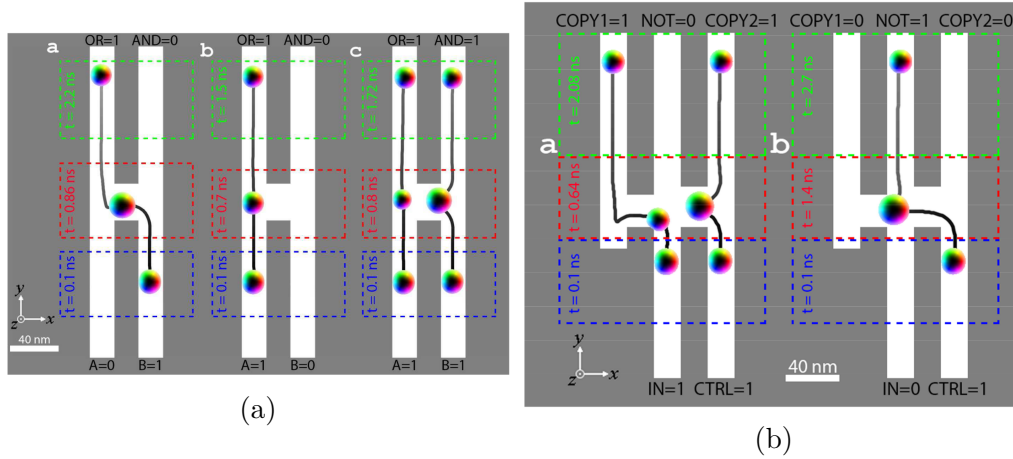 OR=1 AND=0
a
t = 2.2 ns
t = 0.86 ns
t = 0.1 ns
y
z x
40 nm
A=0 B=1
OR=1 AND=0
b
t = 1.5 ns
t = 0.7 ns
t = 0.1 ns
A=1 B=0
OR=1 AND=1
c
t = 1.72 ns
t = 0.8 ns
t = 0.1 ns
A=1 B=1
(a)
COPY1=1 NOT=0 COPY2=1
a
t = 2.08 ns
t = 0.64 ns
t = 0.1 ns
y
z x
IN=1 CTRL=1
COPY1=0 NOT=1 COPY2=0
b
t = 2.7 ns
t = 1.4 ns
t = 0.1 ns
40 nm
IN=0 CTRL=1
(b)